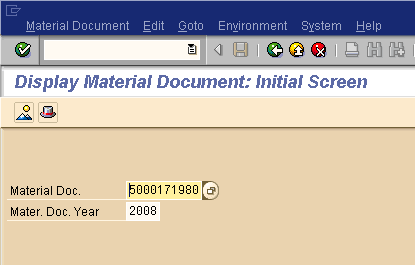 Material Document Edit Goto Environment System Help
Display Material Document: Initial Screen
Material Doc. 5000171980
Mater. Doc. Year 2008